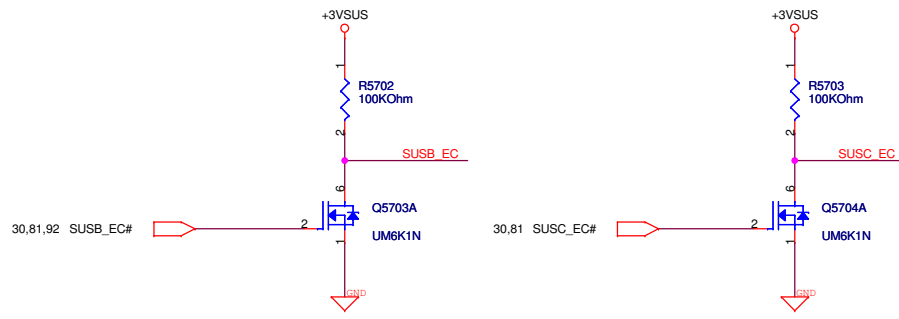 +3VSUS
1
R5702
100KOhm
2
SUSB_EC
6
Q5703A
30,81,92 SUSB_EC#
2
1
UM6K1N
GND
+3VSUS
1
R5703
100KOhm
2
SUSC_EC
6
Q5704A
30,81 SUSC_EC#
2
1
UM6K1N
GND